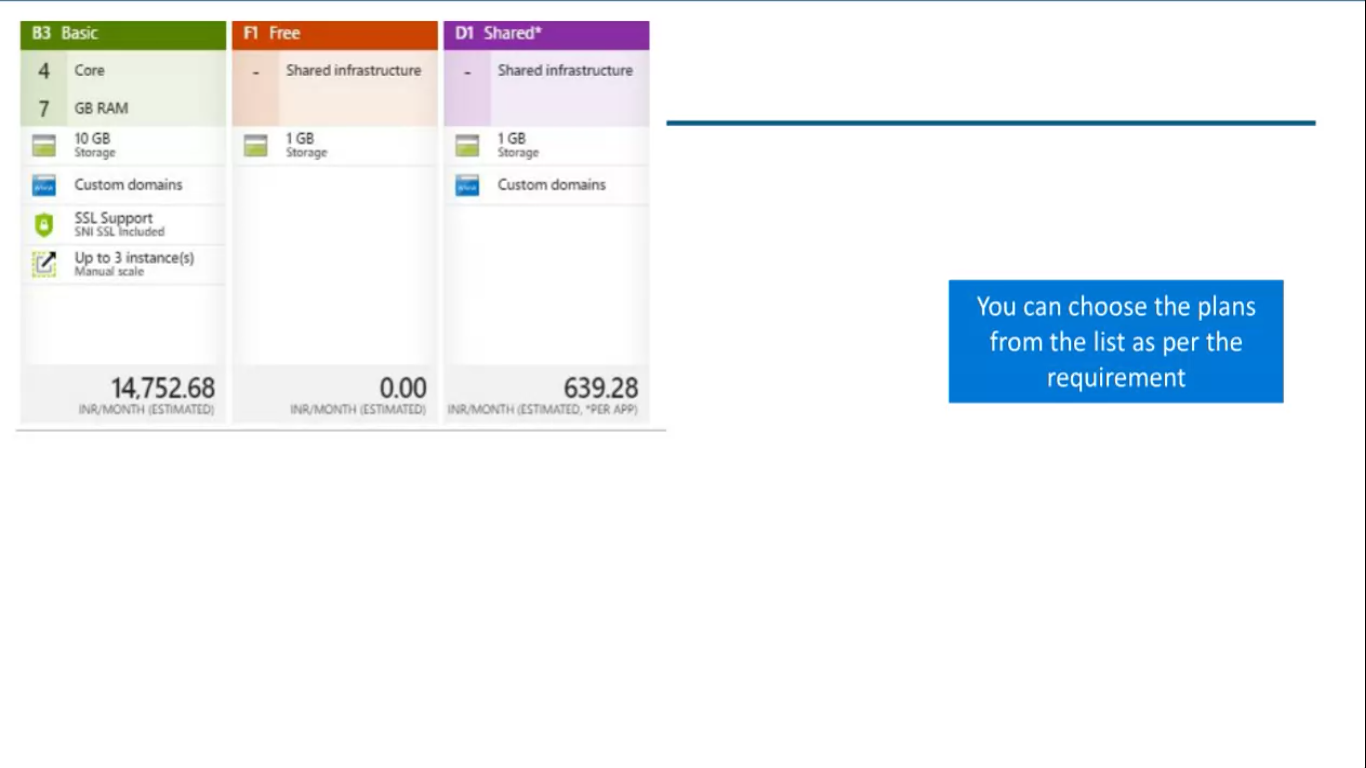 B3 Basic
4 Core
7 GB RAM
10 GB
Storage
Custom domains
SSL Support
SNI SSL Included
Up to 3 instance(s)
Manual scale
14,752.68
INR/MONTH (ESTIMATED)
F1 Free
- Shared infrastructure
1 GB
Storage
0.00
INR/MONTH (ESTIMATED)
D1 Shared*
- Shared infrastructure
1 GB
Storage
Custom domains
639.28
INR/MONTH (ESTIMATED, *PER APP)
You can choose the plans
from the list as per the
requirement